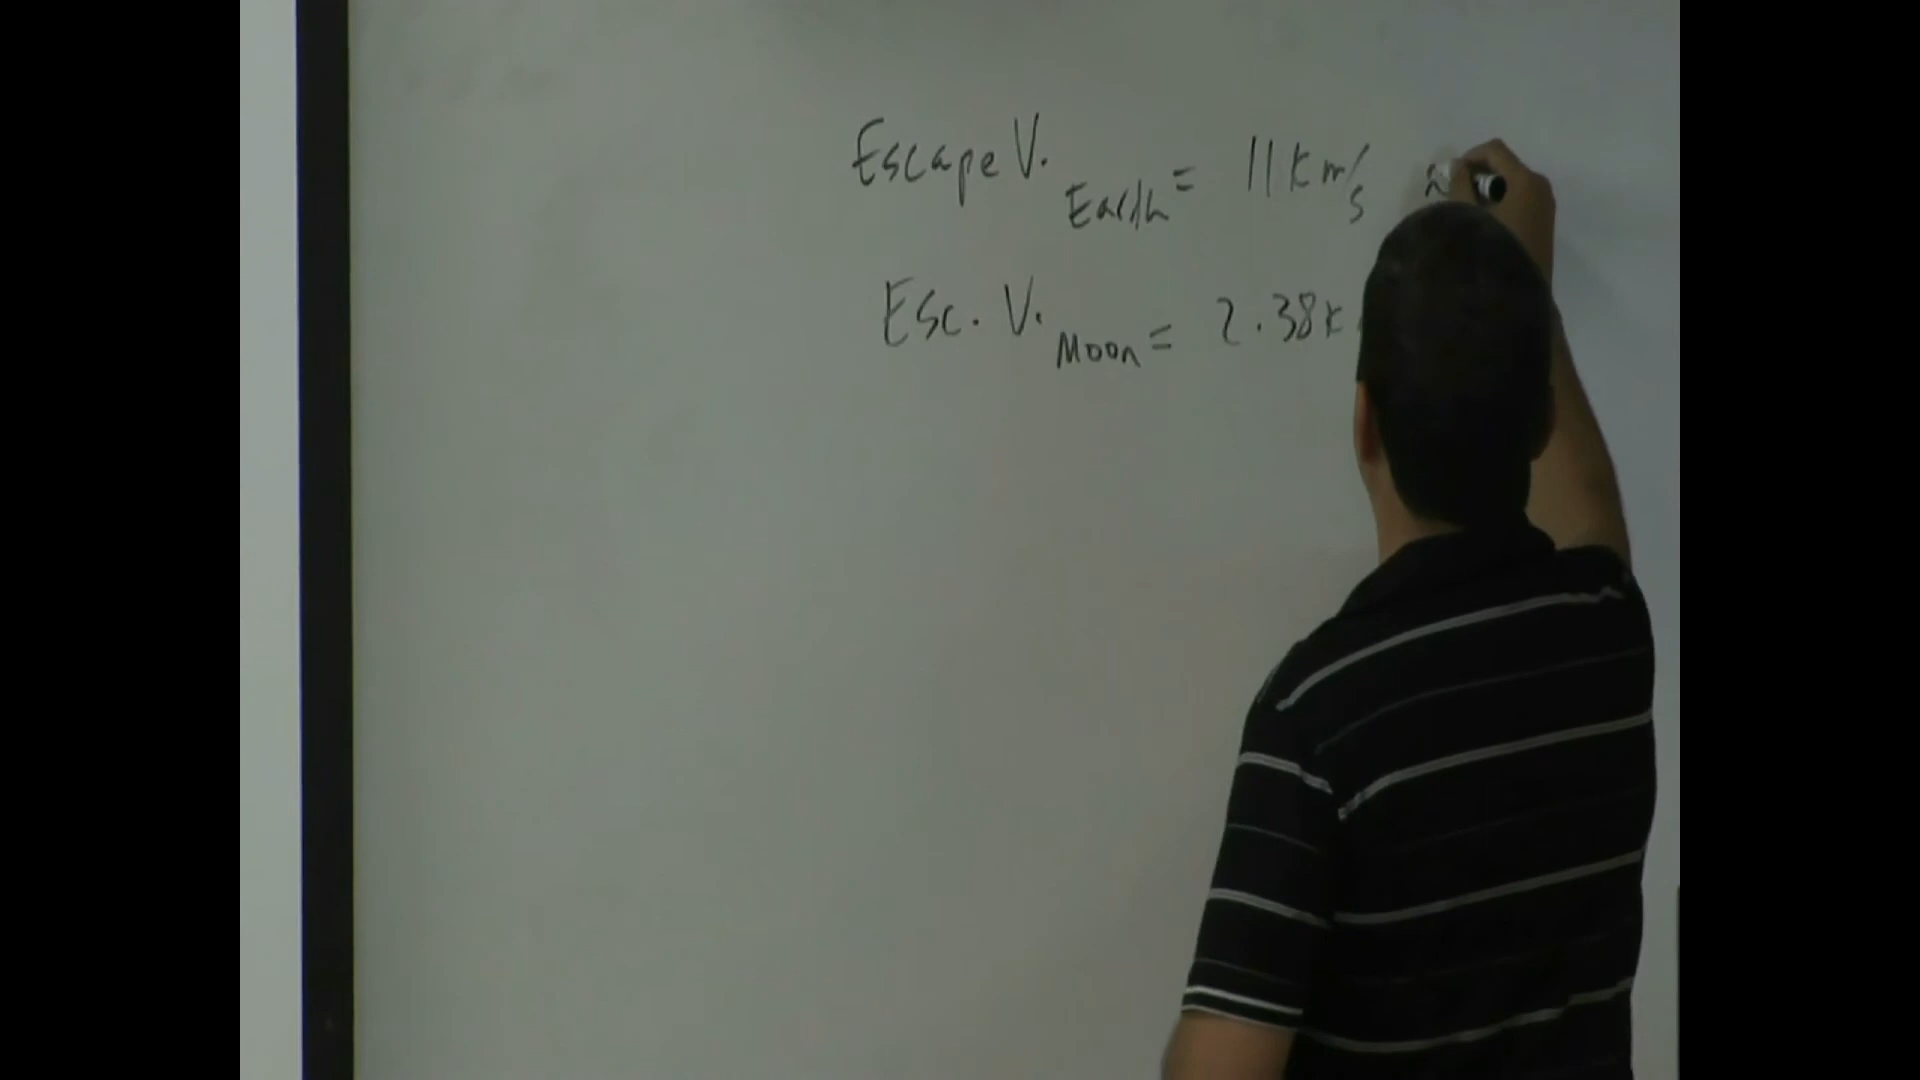 Escape V. Earth = 11 km/s ≈
Esc. V. Moon = 2.38 k